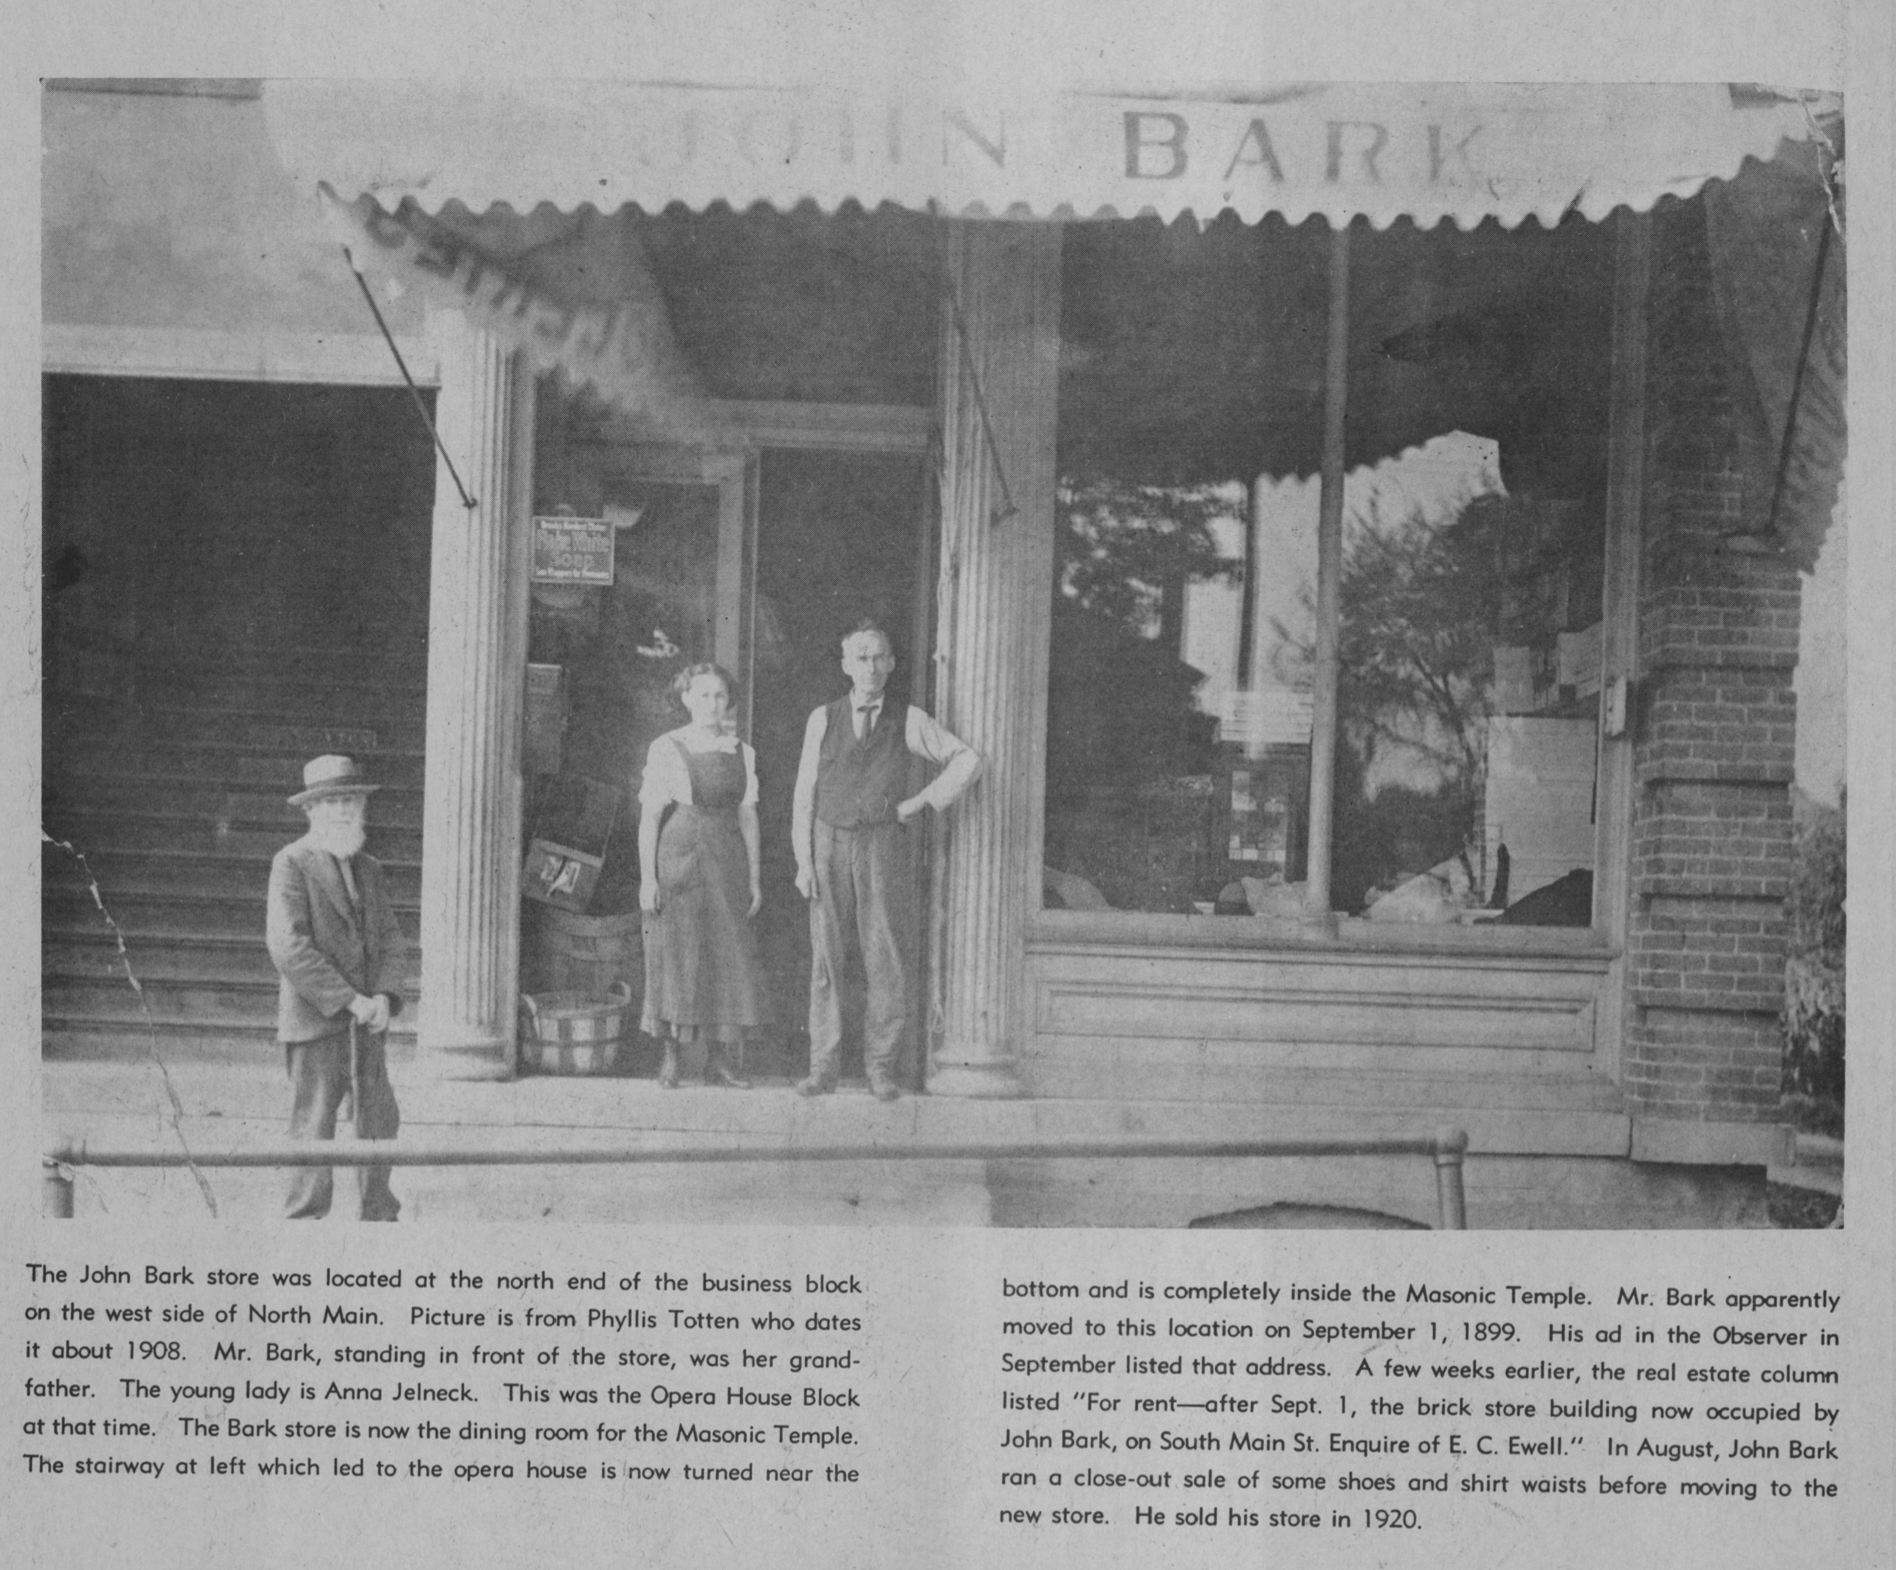 JOHN BARK
White
SOAP
The John Bark store was located at the north end of the business block
on the west side of North Main. Picture is from Phyllis Totten who dates
it about 1908. Mr. Bark, standing in front of the store, was her grand-
father. The young lady is Anna Jelneck. This was the Opera House Block
at that time. The Bark store is now the dining room for the Masonic Temple.
The stairway at left which led to the opera house is now turned near the
bottom and is completely inside the Masonic Temple. Mr. Bark apparently
moved to this location on September 1, 1899. His ad in the Observer in
September listed that address. A few weeks earlier, the real estate column
listed "For rent—after Sept. 1, the brick store building now occupied by
John Bark, on South Main St. Enquire of E. C. Ewell." In August, John Bark
ran a close-out sale of some shoes and shirt waists before moving to the
new store. He sold his store in 1920.